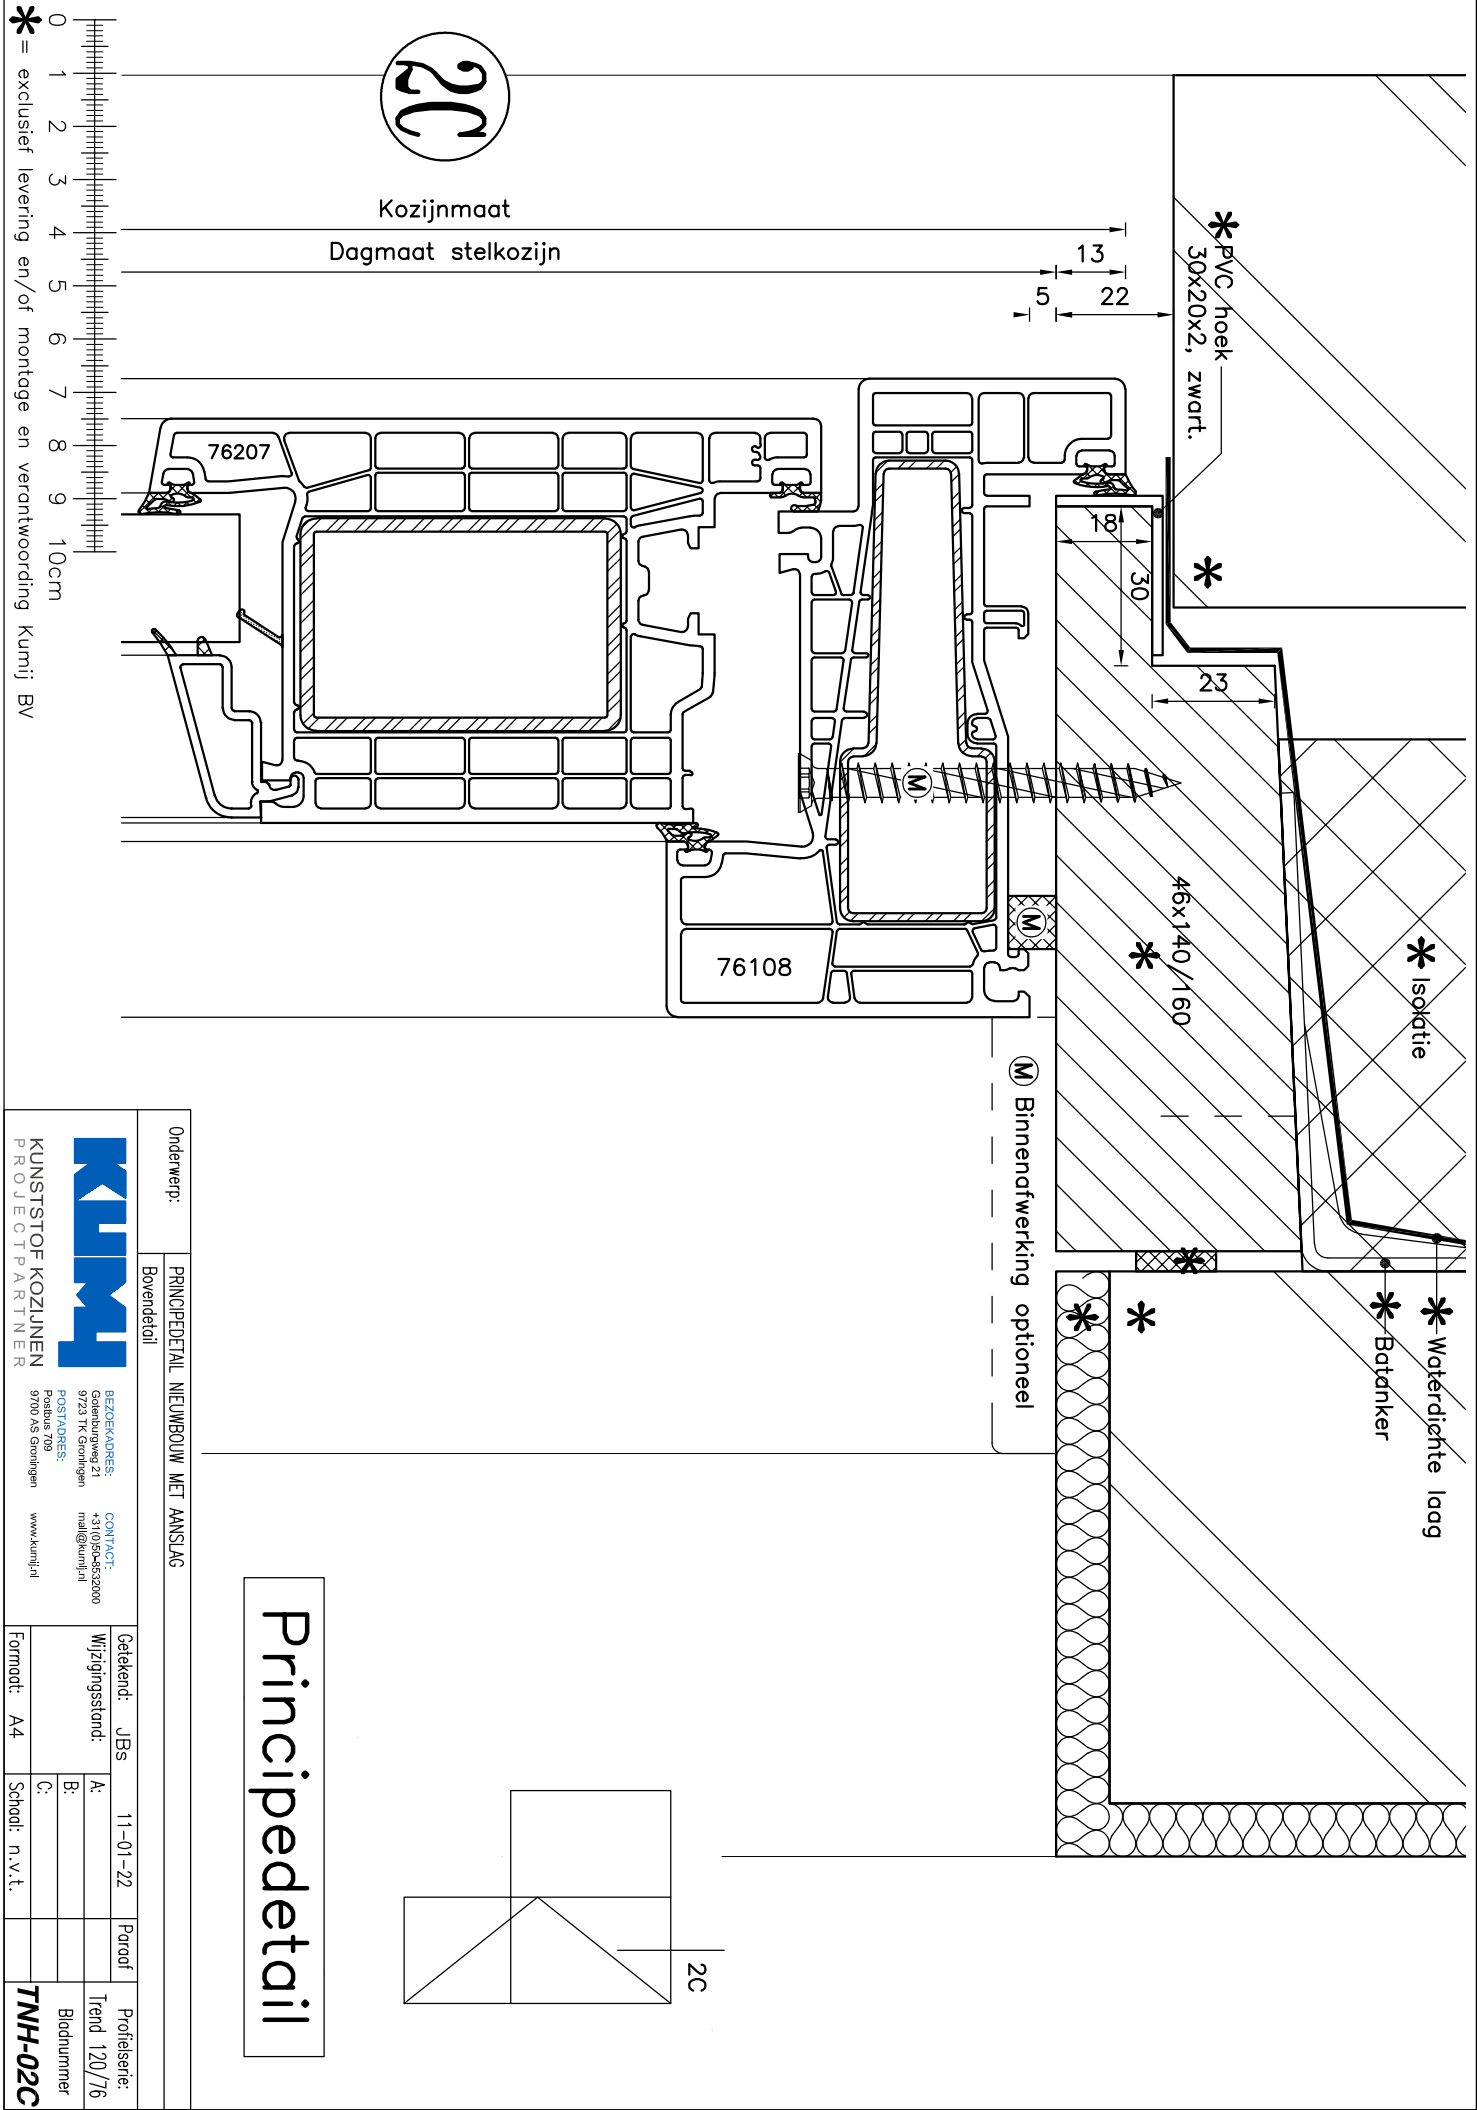 2C
Kozijnmaat
Dagmaat stelkozijn
13
5
22
PVC hoek
30x20x2, zwart.
18
30
23
76207
76108
M
M
46x140/160
Isolatie
Waterdichte laag
Batanker
M Binnenafwerking optioneel
0 1 2 3 4 5 6 7 8 9 10cm
* = exclusief levering en/of montage en verantwoording Kumij BV
2C
Principedetail
Onderwerp:
PRINCIPEDETAIL NIEUWBOUW MET AANSLAG
Bovendetail
KUMIJ
KUNSTSTOF KOZIJNEN
PROJECTPARTNER
BEZOEKADRES:
Gotenburgweg 21
9723 TK Groningen
POSTADRES:
Postbus 709
9700 AS Groningen
CONTACT:
+31(0)50-8532000
mail@kumij.nl
www.kumij.nl
Getekend: JBs 11-01-22
Paraaf
Wijzigingsstand:
A:
B:
C:
Formaat: A4
Schaal: n.v.t.
Profielserie:
Trend 120/76
Bladnummer
TNH-02C